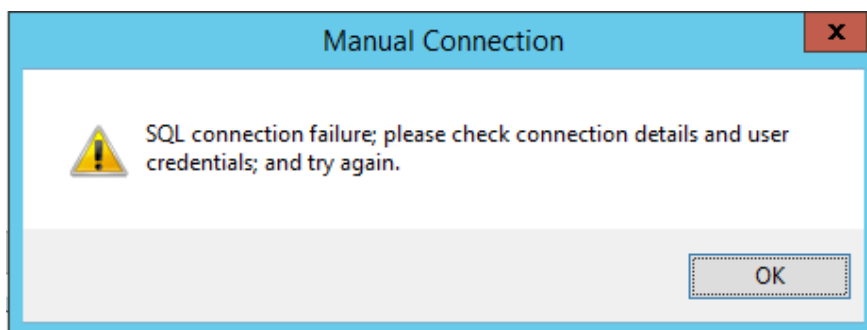 Manual Connection
x
SQL connection failure; please check connection details and user
credentials; and try again.
OK